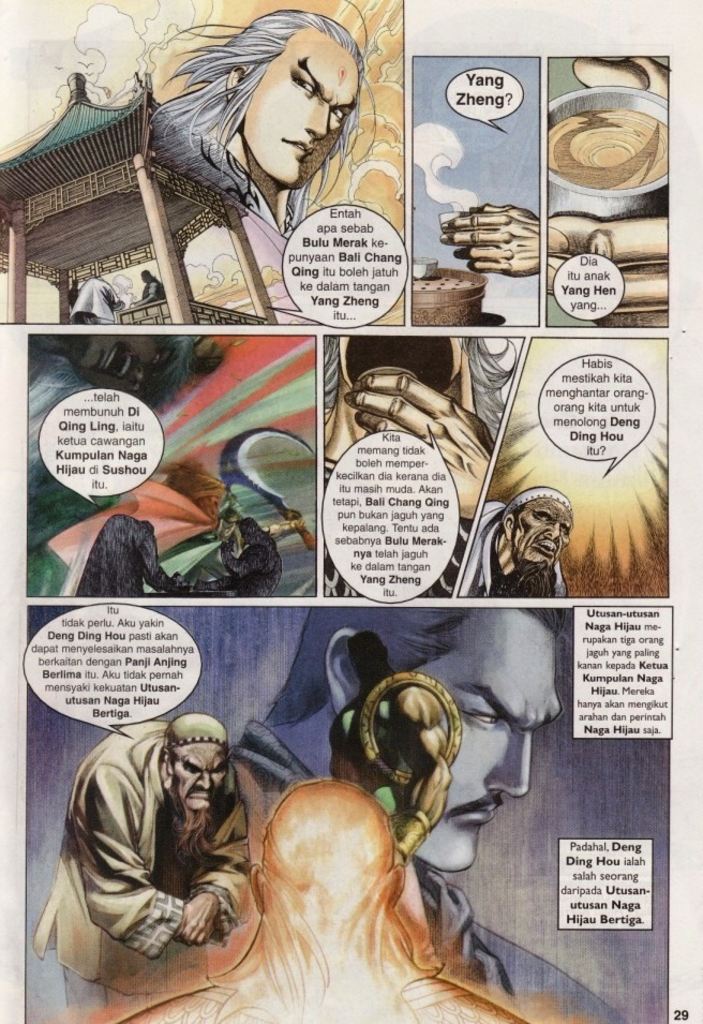 Entah
apa sebab
Bulu Merak ke-
punyaan Bali Chang
Qing itu boleh jatuh
ke dalam tangan
Yang Zheng
itu...
Yang
Zheng?
Dia
itu anak
Yang Hen
yang...
...telah
membunuh Di
Qing Ling, iaitu
ketua cawangan
Kumpulan Naga
Hijau di Sushou
itu.
Kita
memang tidak
boleh memper-
kecilkan dia kerana dia
itu masih muda. Akan
tetapi, Bali Chang Qing
pun bukan jaguh yang
kepalang. Tentu ada
sebabnya Bulu Merak-
nya telah jaguh
ke dalam tangan
Yang Zheng
itu.
Habis
mestikah kita
menghantar orang-
orang kita untuk
menolong Deng
Ding Hou
itu?
Itu
tidak perlu. Aku yakin
Deng Ding Hou pasti akan
dapat menyelesaikan masalahnya
berkaitan dengan Panji Anjing
Berlima itu. Aku tidak pernah
mensyaki kekuatan Utusan-
utusan Naga Hijau
Bertiga.
Utusan-utusan
Naga Hijau me-
rupakan tiga orang
jaguh yang paling
kanan kepada Ketua
Kumpulan Naga
Hijau. Mereka
hanya akan mengikut
arahan dan perintah
Naga Hijau saja.
Padahal, Deng
Ding Hou ialah
salah seorang
daripada Utusan-
utusan Naga
Hijau Bertiga.
29